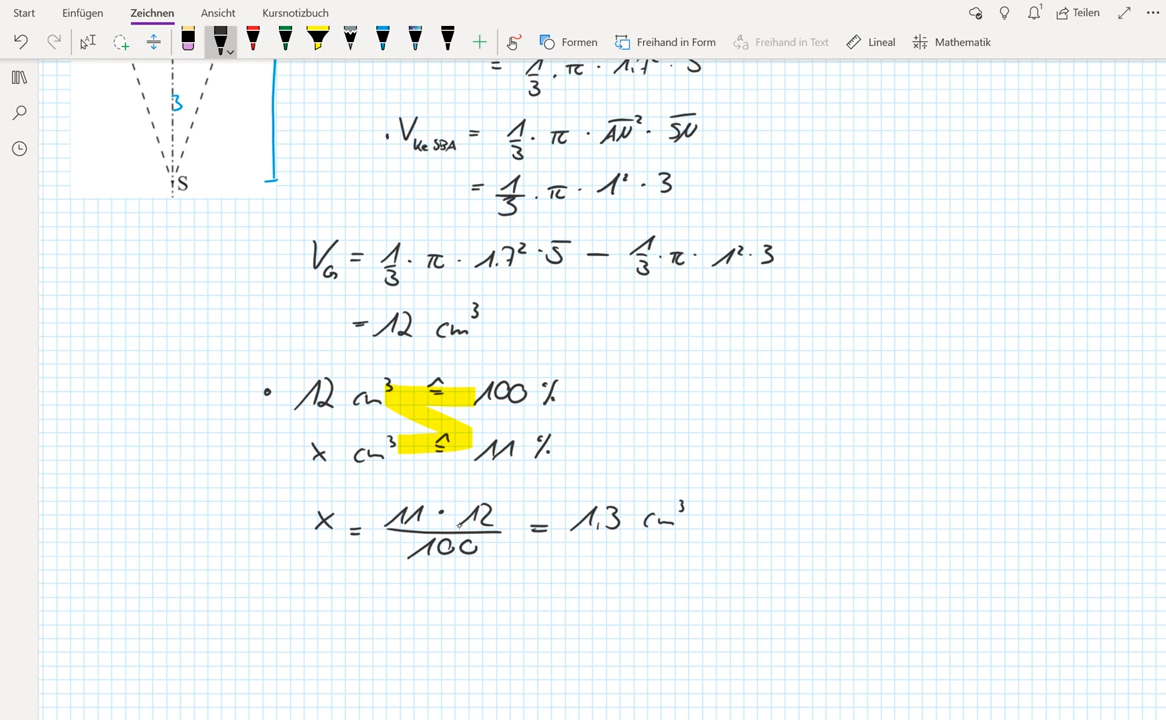 Start Einfügen Zeichnen Ansicht Kursnotizbuch Teilen
Formen Freihand in Form Freihand in Text Lineal Mathematik
= 1/3 · π · 1,7² · 5
3
· V_Ke SBA = 1/3 · π · AN² · SN
= 1/3 · π · 1² · 3
S
V_G = 1/3 · π · 1.7² · 5 − 1/3 · π · 1² · 3
= 12 cm³
• 12 cm³ ≙ 100 %
x cm³ ≙ 11 %
x = 11 · 12 / 100 = 1,3 cm³